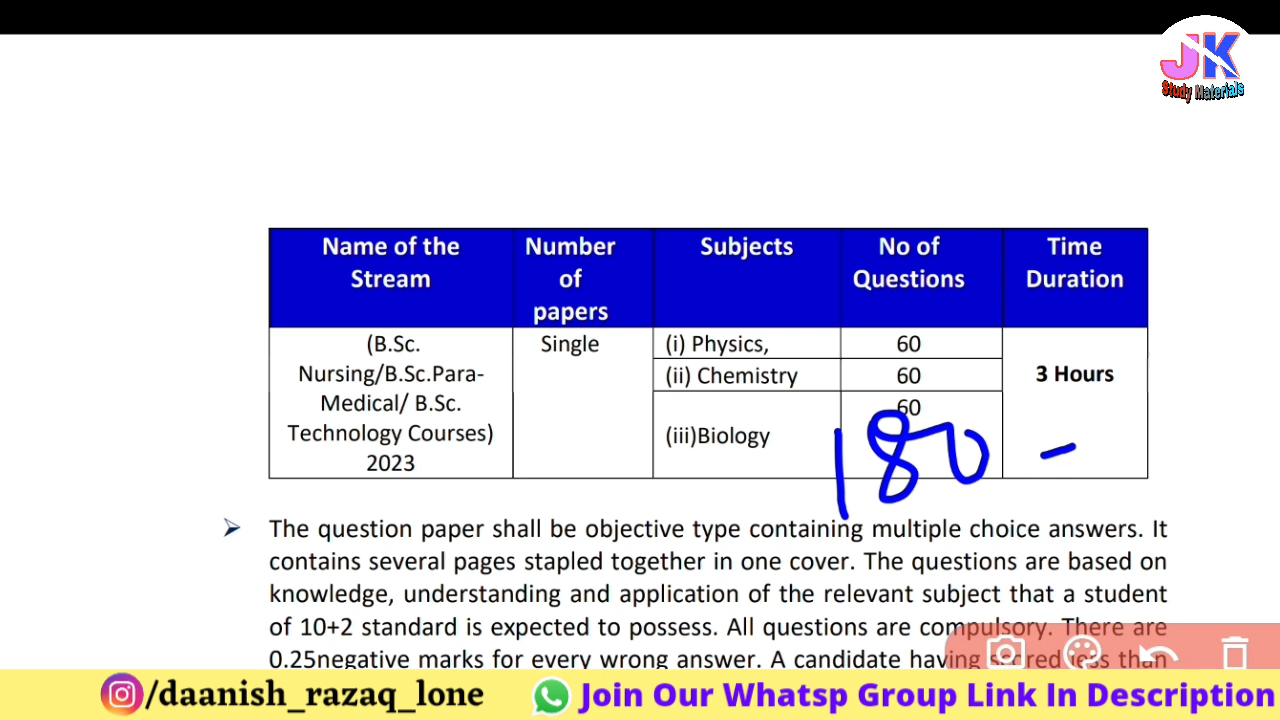 JK
Study Materials
Name of the Stream
Number of papers
Subjects
No of Questions
Time Duration
(B.Sc. Nursing/B.Sc.Para-Medical/ B.Sc. Technology Courses) 2023
Single
(i) Physics,
60
(ii) Chemistry
60
(iii)Biology
60
3 Hours
180 -
➢ The question paper shall be objective type containing multiple choice answers. It
contains several pages stapled together in one cover. The questions are based on
knowledge, understanding and application of the relevant subject that a student
of 10+2 standard is expected to possess. All questions are compulsory. There are
0.25negative marks for every wrong answer. A candidate having scored less than
/daanish_razaq_lone
Join Our Whatsp Group Link In Description